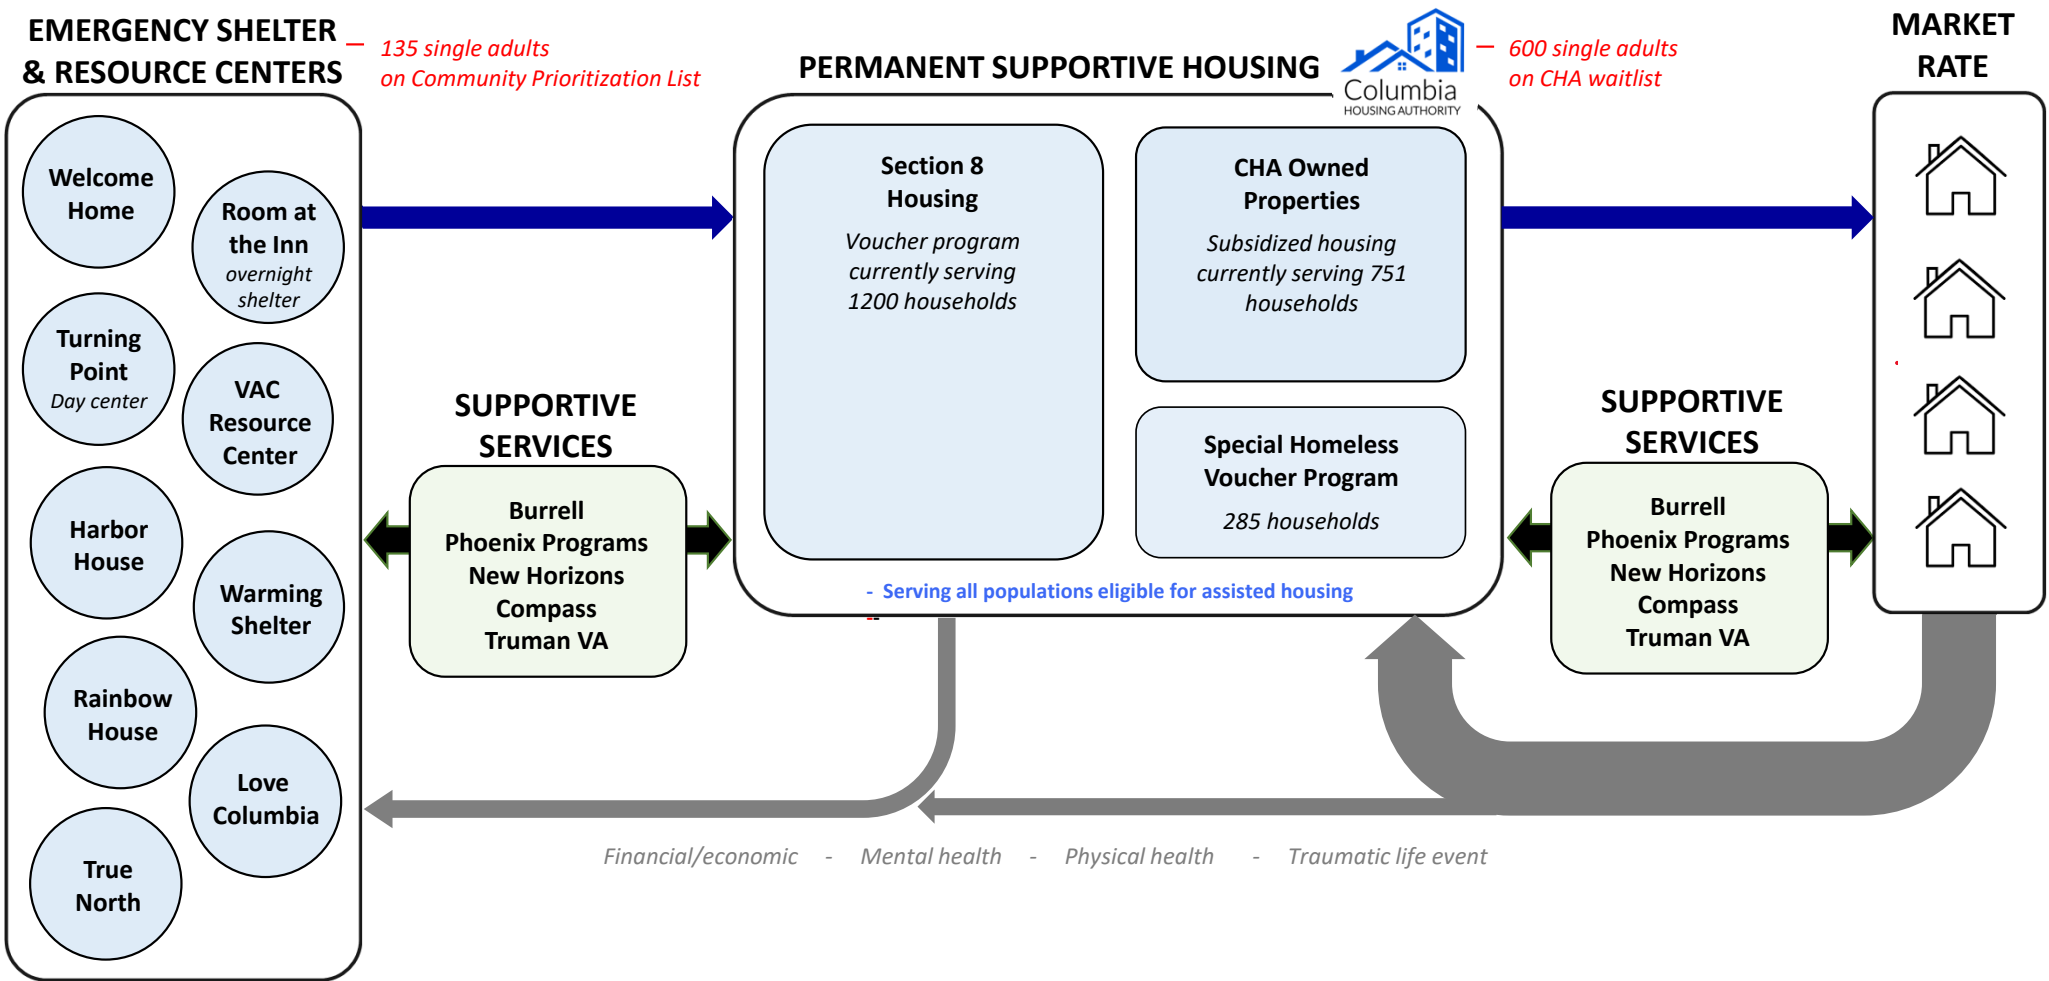 EMERGENCY SHELTER
& RESOURCE CENTERS
135 single adults
on Community Prioritization List
Welcome
Home
Room at
the Inn
overnight
shelter
Turning
Point
Day center
VAC
Resource
Center
Harbor
House
Warming
Shelter
Rainbow
House
Love
Columbia
True
North
SUPPORTIVE
SERVICES
Burrell
Phoenix Programs
New Horizons
Compass
Truman VA
PERMANENT SUPPORTIVE HOUSING
Columbia
HOUSING AUTHORITY
600 single adults
on CHA waitlist
Section 8
Housing
Voucher program
currently serving
1200 households
CHA Owned
Properties
Subsidized housing
currently serving 751
households
Special Homeless
Voucher Program
285 households
- Serving all populations eligible for assisted housing
SUPPORTIVE
SERVICES
Burrell
Phoenix Programs
New Horizons
Compass
Truman VA
MARKET
RATE
Financial/economic - Mental health - Physical health - Traumatic life event